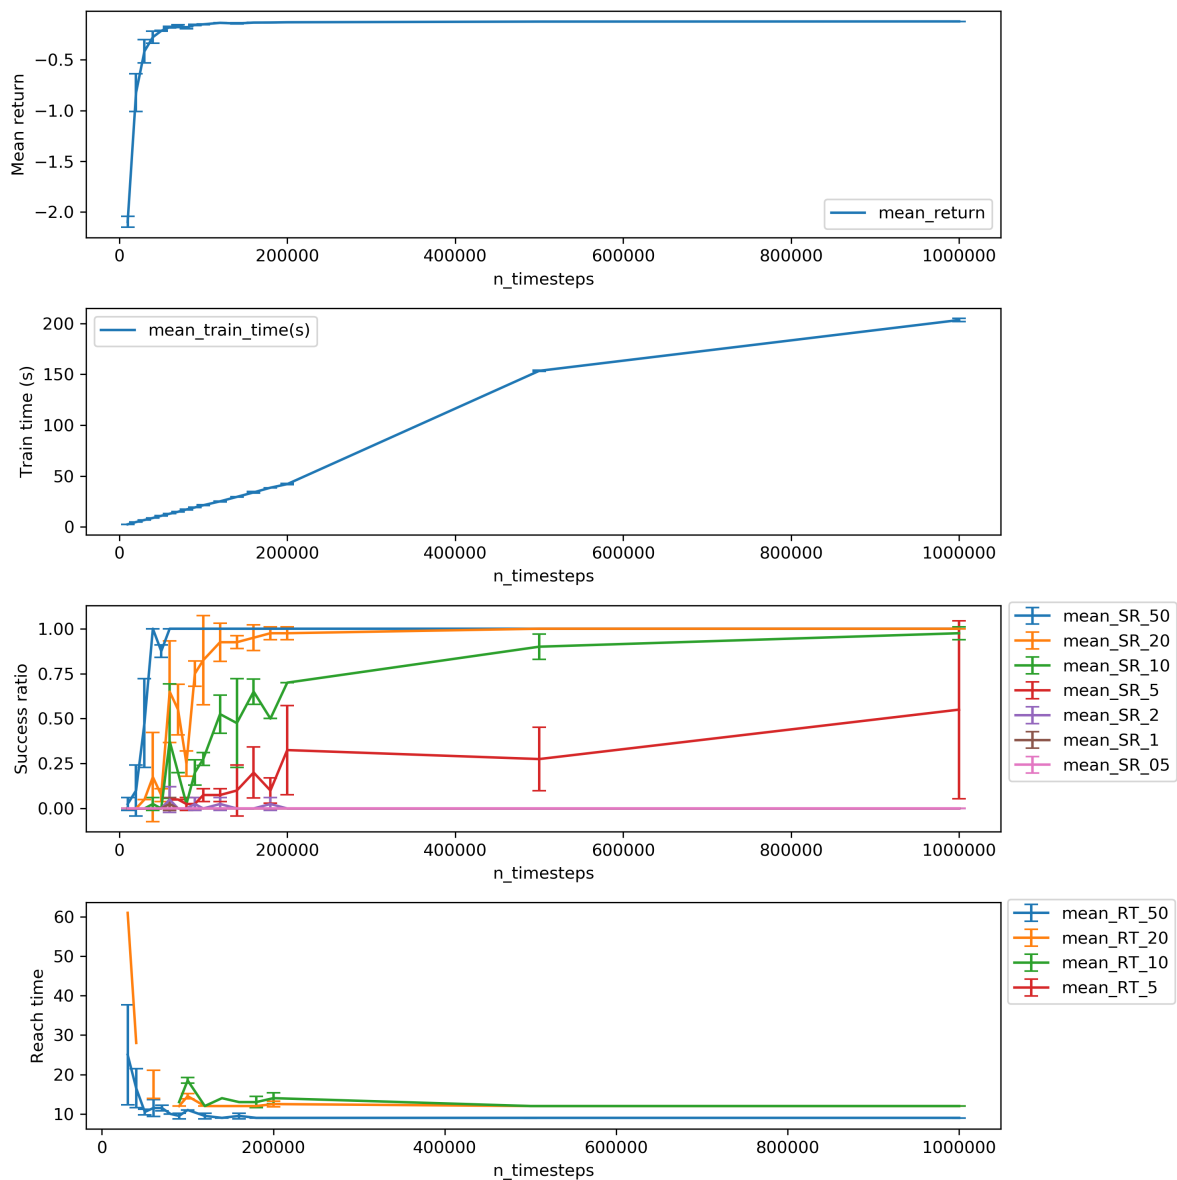 Mean return
−0.5
−1.0
−1.5
−2.0
mean_return
0 200000 400000 600000 800000 1000000
n_timesteps
Train time (s)
200
150
100
50
0
mean_train_time(s)
0 200000 400000 600000 800000 1000000
n_timesteps
Success ratio
1.00
0.75
0.50
0.25
0.00
mean_SR_50
mean_SR_20
mean_SR_10
mean_SR_5
mean_SR_2
mean_SR_1
mean_SR_05
0 200000 400000 600000 800000 1000000
n_timesteps
Reach time
60
50
40
30
20
10
mean_RT_50
mean_RT_20
mean_RT_10
mean_RT_5
0 200000 400000 600000 800000 1000000
n_timesteps